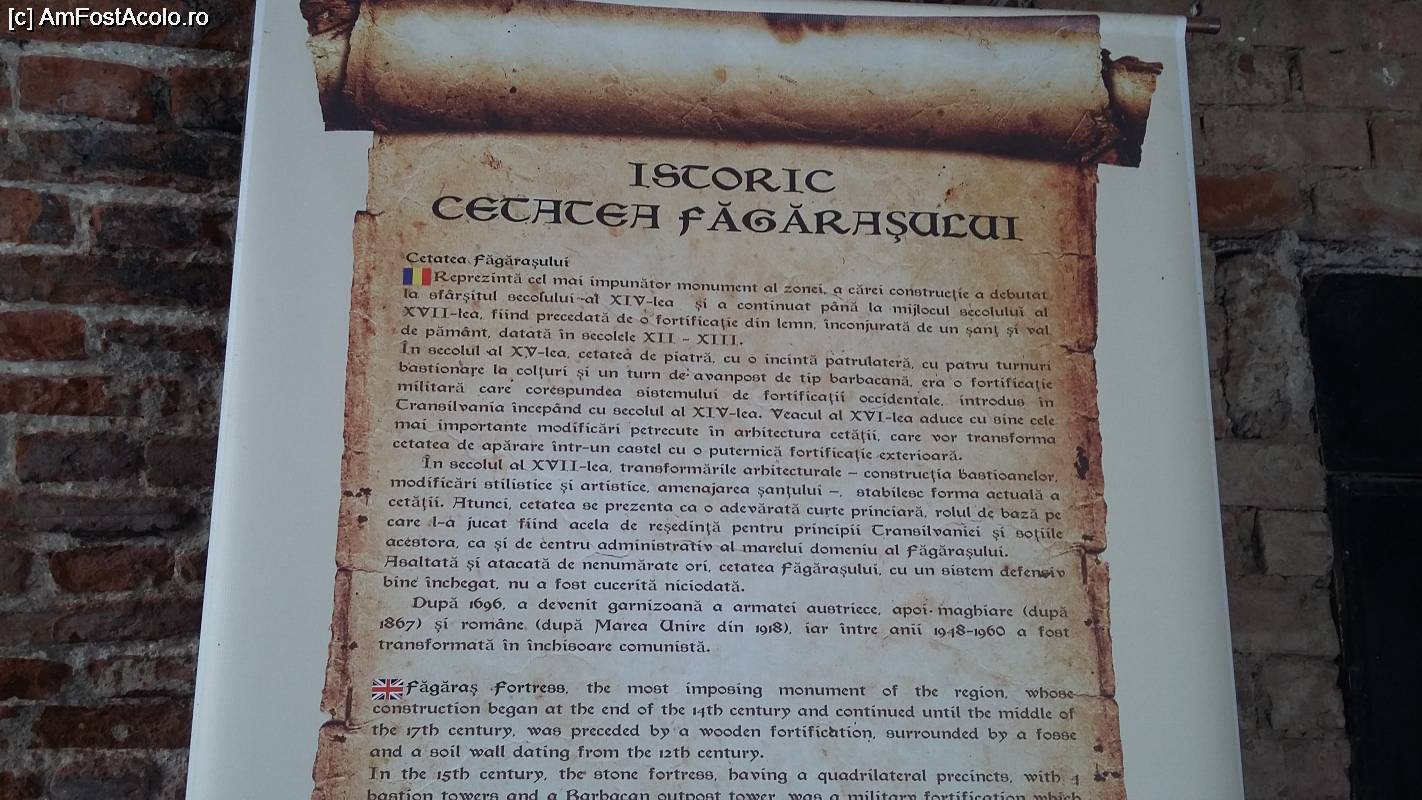 [c] AmFostAcolo.ro
ISTORIC
CETATEA FĂGĂRAŞULUI
Cetatea Făgăraşului
Reprezintă cel mai impunător monument al zonei, a cărei construcţie a debutat
la sfârşitul secolului al XIV-lea şi a continuat până la mijlocul secolului al
XVII-lea, fiind precedată de o fortificaţie din lemn, înconjurată de un şanţ şi val
de pământ, datată în secolele XII - XIII.
În secolul al XV-lea, cetatea de piatră, cu o incintă patrulateră, cu patru turnuri
bastionare la colţuri şi un turn de avanpost de tip barbacană, era o fortificaţie
militară care corespundea sistemului de fortificaţii occidentale, introdus în
Transilvania începând cu secolul al XIV-lea. Veacul al XVI-lea aduce cu sine cele
mai importante modificări petrecute în arhitectura cetăţii, care vor transforma
cetatea de apărare într-un castel cu o puternică fortificaţie exterioară.
În secolul al XVII-lea, transformările arhitecturale – construcţia bastioanelor,
modificări stilistice şi artistice, amenajarea şanţului –, stabilesc forma actuală a
cetăţii. Atunci, cetatea se prezenta ca o adevărată curte princiară, rolul de bază pe
care l-a jucat fiind acela de reşedinţă pentru principii Transilvaniei şi soţiile
acestora, ca şi de centru administrativ al marelui domeniu al Făgăraşului.
Asaltată şi atacată de nenumărate ori, cetatea Făgăraşului, cu un sistem defensiv
bine închegat, nu a fost cucerită niciodată.
După 1696, a devenit garnizoană a armatei austriece, apoi maghiare (după
1867) şi române (după Marea Unire din 1918), iar între anii 1948-1960 a fost
transformată în închisoare comunistă.
Făgăraş Fortress, the most imposing monument of the region, whose
construction began at the end of the 14th century and continued until the middle of
the 17th century, was preceded by a wooden fortification, surrounded by a fosse
and a soil wall dating from the 12th century.
In the 15th century, the stone fortress, having a quadrilateral precincts, with 4
bastion towers and a Barbacan outpost tower, was a military fortification which